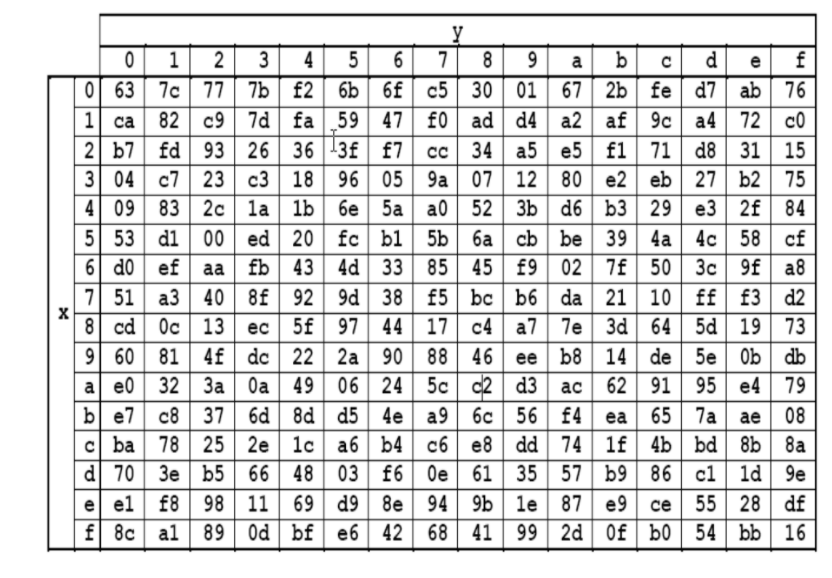 y
0 1 2 3 4 5 6 7 8 9 a b c d e f
0 63 7c 77 7b f2 6b 6f c5 30 01 67 2b fe d7 ab 76
1 ca 82 c9 7d fa 59 47 f0 ad d4 a2 af 9c a4 72 c0
2 b7 fd 93 26 36 3f f7 cc 34 a5 e5 f1 71 d8 31 15
3 04 c7 23 c3 18 96 05 9a 07 12 80 e2 eb 27 b2 75
4 09 83 2c 1a 1b 6e 5a a0 52 3b d6 b3 29 e3 2f 84
5 53 d1 00 ed 20 fc b1 5b 6a cb be 39 4a 4c 58 cf
6 d0 ef aa fb 43 4d 33 85 45 f9 02 7f 50 3c 9f a8
7 51 a3 40 8f 92 9d 38 f5 bc b6 da 21 10 ff f3 d2
x
8 cd 0c 13 ec 5f 97 44 17 c4 a7 7e 3d 64 5d 19 73
9 60 81 4f dc 22 2a 90 88 46 ee b8 14 de 5e 0b db
a e0 32 3a 0a 49 06 24 5c c2 d3 ac 62 91 95 e4 79
b e7 c8 37 6d 8d d5 4e a9 6c 56 f4 ea 65 7a ae 08
c ba 78 25 2e 1c a6 b4 c6 e8 dd 74 1f 4b bd 8b 8a
d 70 3e b5 66 48 03 f6 0e 61 35 57 b9 86 c1 1d 9e
e e1 f8 98 11 69 d9 8e 94 9b 1e 87 e9 ce 55 28 df
f 8c a1 89 0d bf e6 42 68 41 99 2d 0f b0 54 bb 16